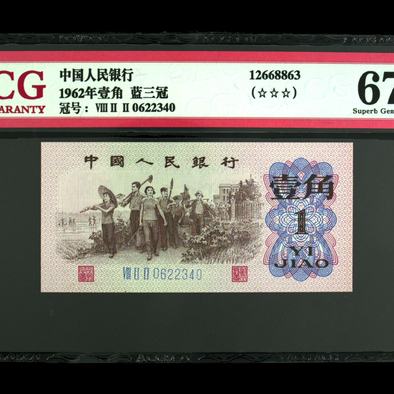 CG
ARANTY
中国人民银行
1962年壹角 蓝三冠
冠号: Ⅷ Ⅱ Ⅱ 0622340
12668863
(☆☆☆)
67
Superb Gem
中國人民銀行
壹角
1
YI
JIAO
Ⅷ Ⅱ Ⅱ 0622340